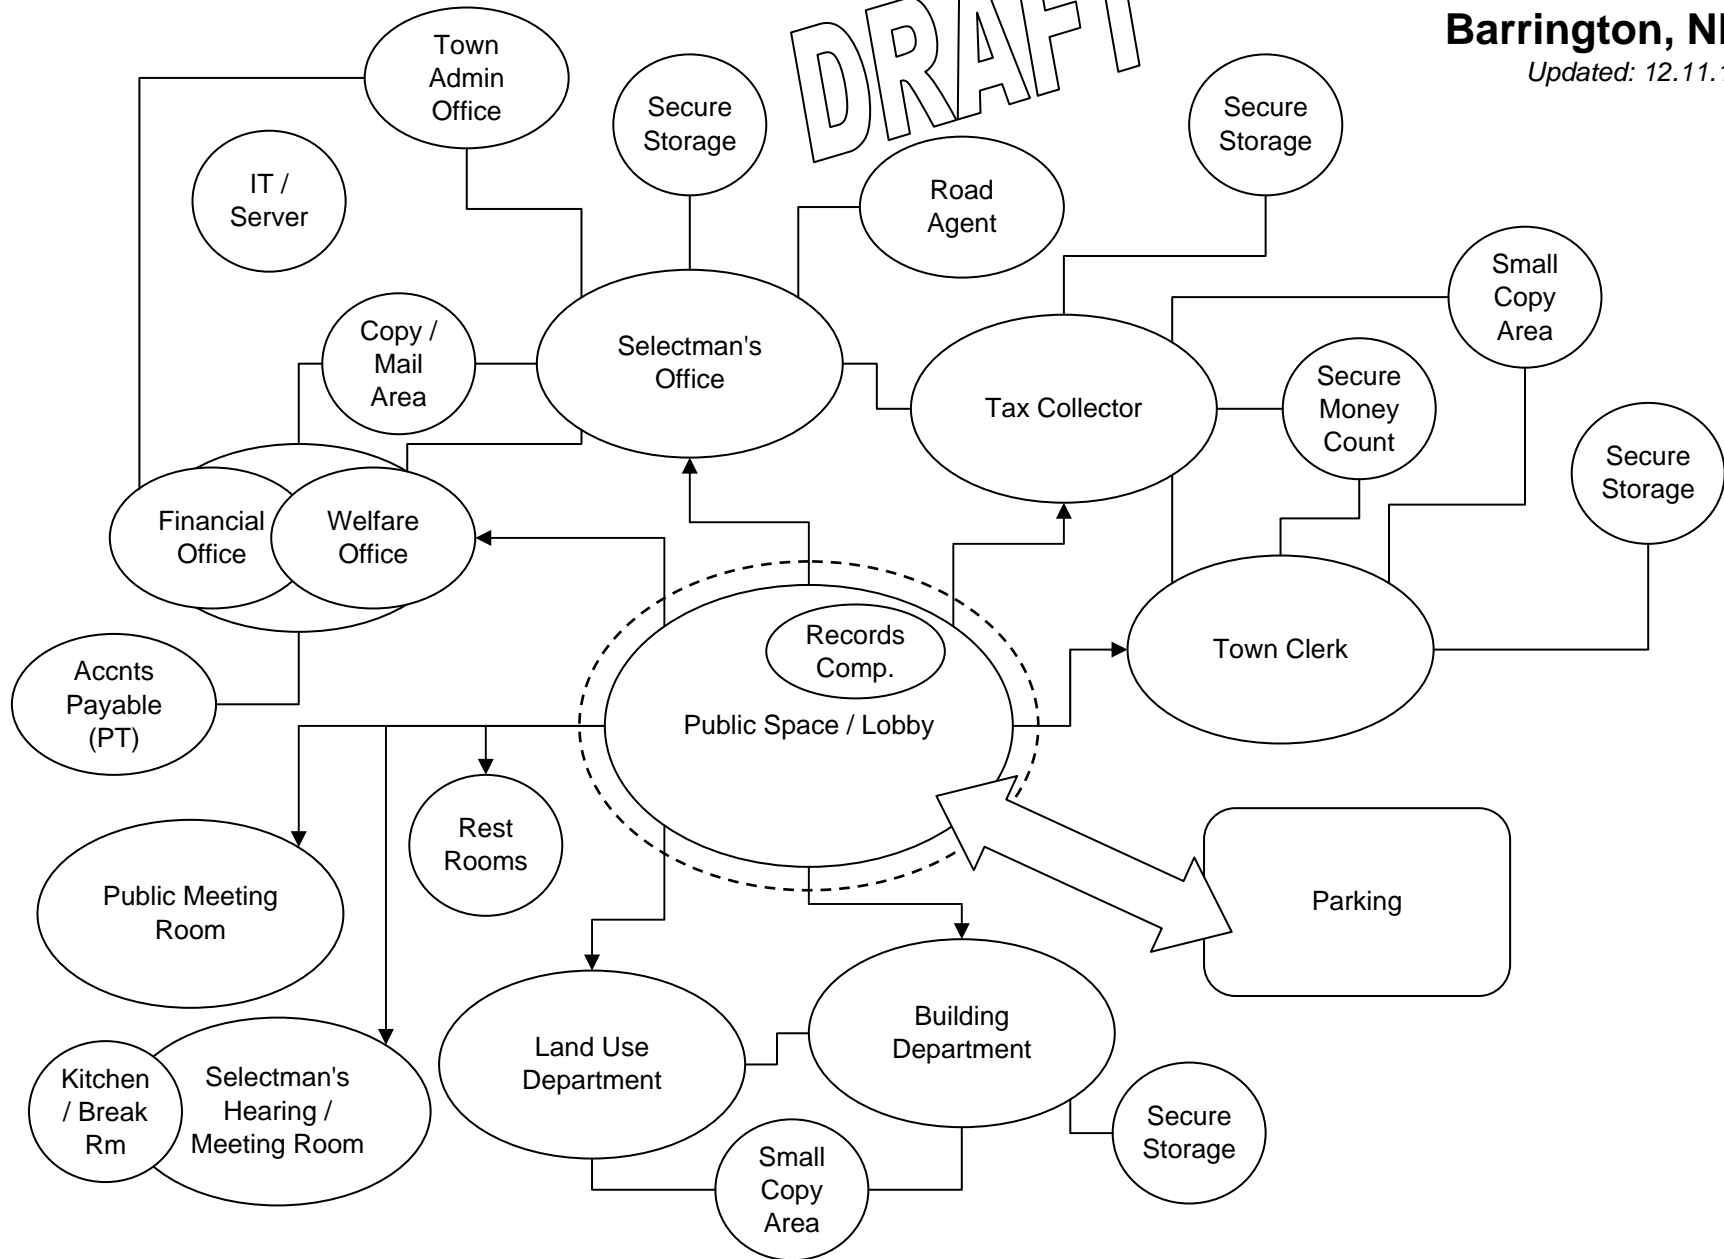 DRAFT
Barrington, N
Updated: 12.11.
Town
Admin
Office
Secure
Storage
Secure
Storage
IT /
Server
Road
Agent
Small
Copy
Area
Copy /
Mail
Area
Selectman's
Office
Tax Collector
Secure
Money
Count
Secure
Storage
Financial
Office
Welfare
Office
Records
Comp.
Town Clerk
Accnts
Payable
(PT)
Public Space / Lobby
Rest
Rooms
Public Meeting
Room
Parking
Land Use
Department
Building
Department
Kitchen
/ Break
Rm
Selectman's
Hearing /
Meeting Room
Small
Copy
Area
Secure
Storage